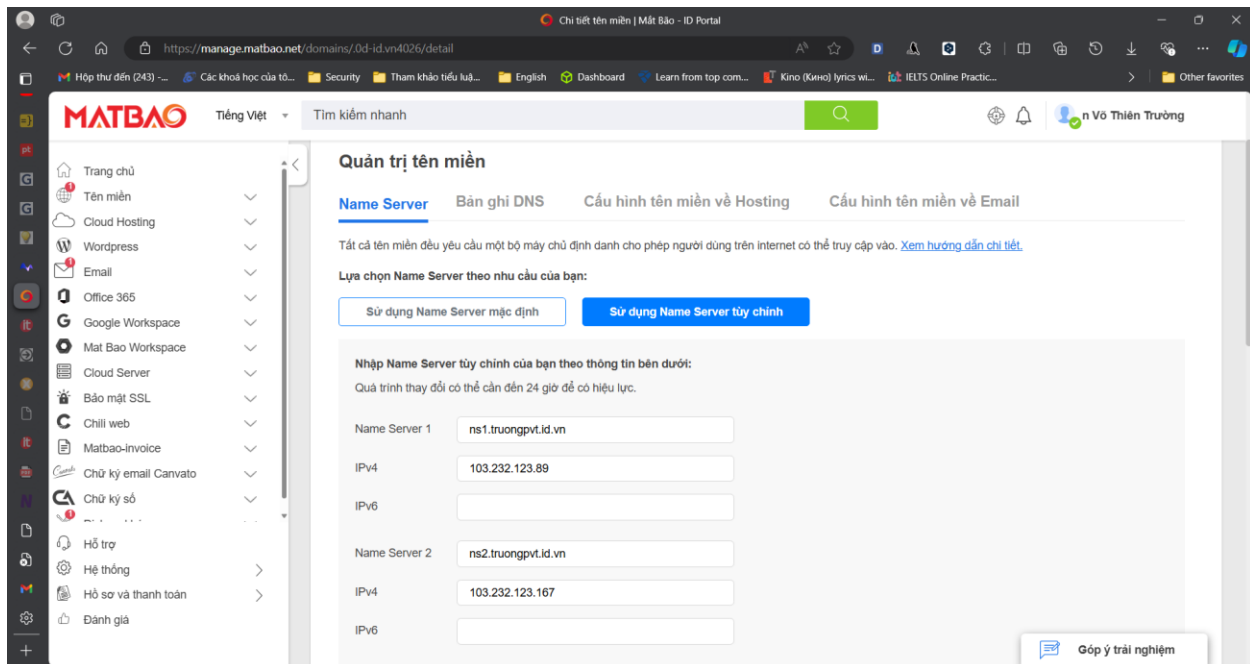 Chi tiết tên miền | Mắt Bão - ID Portal
https://manage.matbao.net/domains/.0d-id.vn4026/detail
Hộp thư đến (243) -... Các khoá học của tô... Security Tham khảo tiểu luậ... English Dashboard Learn from top com... Kino (Кино) lyrics wi... IELTS Online Practic... Other favorites
MATBAO Tiếng Việt Tìm kiếm nhanh n Võ Thiên Trường
Trang chủ
Tên miền
Cloud Hosting
Wordpress
Email
Office 365
Google Workspace
Mat Bao Workspace
Cloud Server
Bảo mật SSL
Chili web
Matbao-invoice
Chữ ký email Canvato
Chữ ký số
Hỗ trợ
Hệ thống
Hồ sơ và thanh toán
Đánh giá
Quản trị tên miền
Name Server Bản ghi DNS Cấu hình tên miền về Hosting Cấu hình tên miền về Email
Tất cả tên miền đều yêu cầu một bộ máy chủ định danh cho phép người dùng trên internet có thể truy cập vào. Xem hướng dẫn chi tiết.
Lựa chọn Name Server theo nhu cầu của bạn:
Sử dụng Name Server mặc định Sử dụng Name Server tùy chỉnh
Nhập Name Server tùy chỉnh của bạn theo thông tin bên dưới:
Quá trình thay đổi có thể cần đến 24 giờ để có hiệu lực.
Name Server 1 ns1.truongpvt.id.vn
IPv4 103.232.123.89
IPv6
Name Server 2 ns2.truongpvt.id.vn
IPv4 103.232.123.167
IPv6
Góp ý trải nghiệm